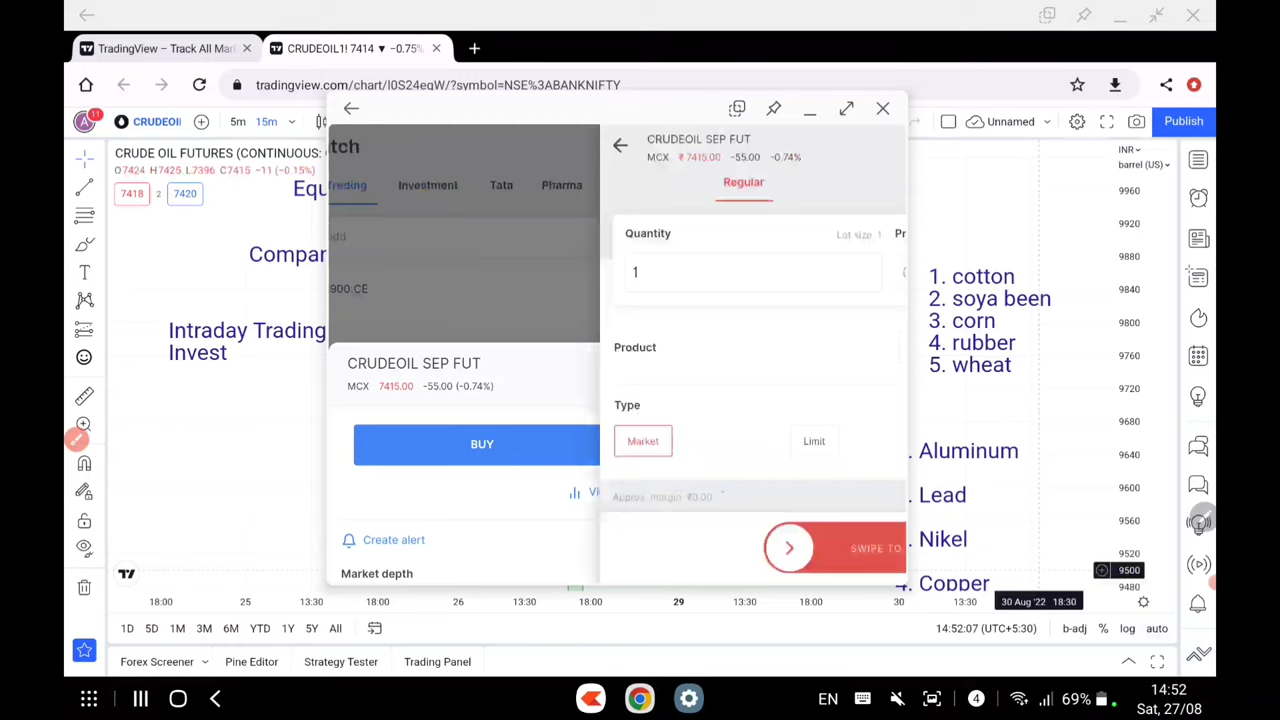 TradingView – Track All Mar
CRUDEOIL1! 7414 ▼ −0.75%
tradingview.com/chart/l0S24eqW/?symbol=NSE%3ABANKNIFTY
11
CRUDEOI
5m
15m
Unnamed
Publish
CRUDE OIL FUTURES (CONTINUOUS:
O7424 H7425 L7396 C7415 −11 (−0.15%)
7418
2
7420
Equ
Compan
Intraday Trading
Invest
tch
Trading
Investment
Tata
Pharma
dd
900 CE
CRUDEOIL SEP FUT
MCX 7415.00 -55.00 (-0.74%)
BUY
Create alert
Market depth
CRUDEOIL SEP FUT
MCX ₹ 7415.00 -55.00 -0.74%
Regular
Quantity
Lot size 1
Pr
1
Product
Type
Market
Limit
Approx. margin ₹0.00
SWIPE TO
1. cotton
2. soya been
3. corn
4. rubber
5. wheat
. Aluminum
. Lead
. Nikel
4. Copper
INR
barrel (US)
9960
9920
9880
9840
9800
9760
9720
9680
9640
9600
9560
9520
9500
9480
18:00
25
13:30
18:00
26
13:30
18:00
29
13:30
18:00
30
13:30
30 Aug '22 18:30
1D
5D
1M
3M
6M
YTD
1Y
5Y
All
14:52:07 (UTC+5:30)
b-adj
%
log
auto
Forex Screener
Pine Editor
Strategy Tester
Trading Panel
EN
4
69%
14:52
Sat, 27/08